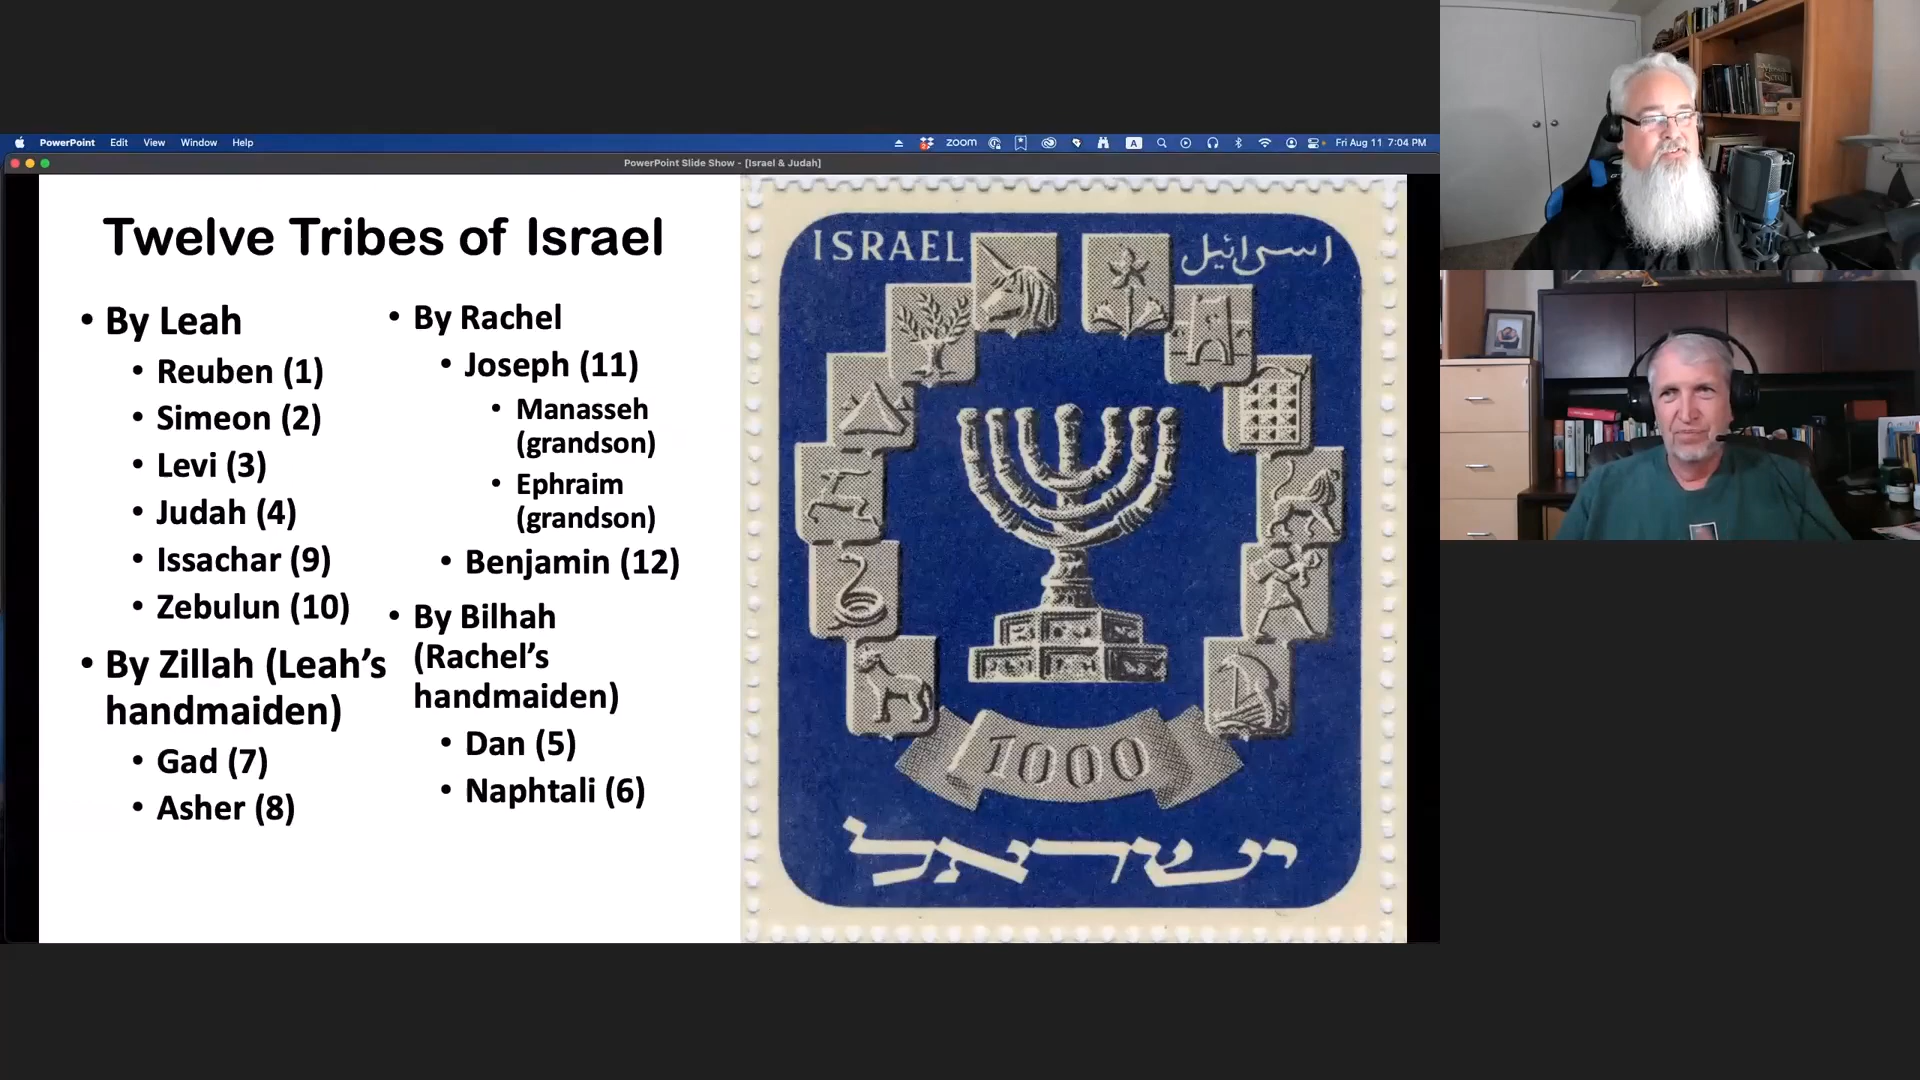 PowerPoint Edit View Window Help
zoom
A
Fri Aug 11 7:04 PM
PowerPoint Slide Show - [Israel & Judah]
Twelve Tribes of Israel
• By Leah
• Reuben (1)
• Simeon (2)
• Levi (3)
• Judah (4)
• Issachar (9)
• Zebulun (10)
• By Zillah (Leah’s
handmaiden)
• Gad (7)
• Asher (8)
• By Rachel
• Joseph (11)
• Manasseh
(grandson)
• Ephraim
(grandson)
• Benjamin (12)
• By Bilhah
(Rachel’s
handmaiden)
• Dan (5)
• Naphtali (6)
ISRAEL
اسرائيل
1000
ישראל
Scroll